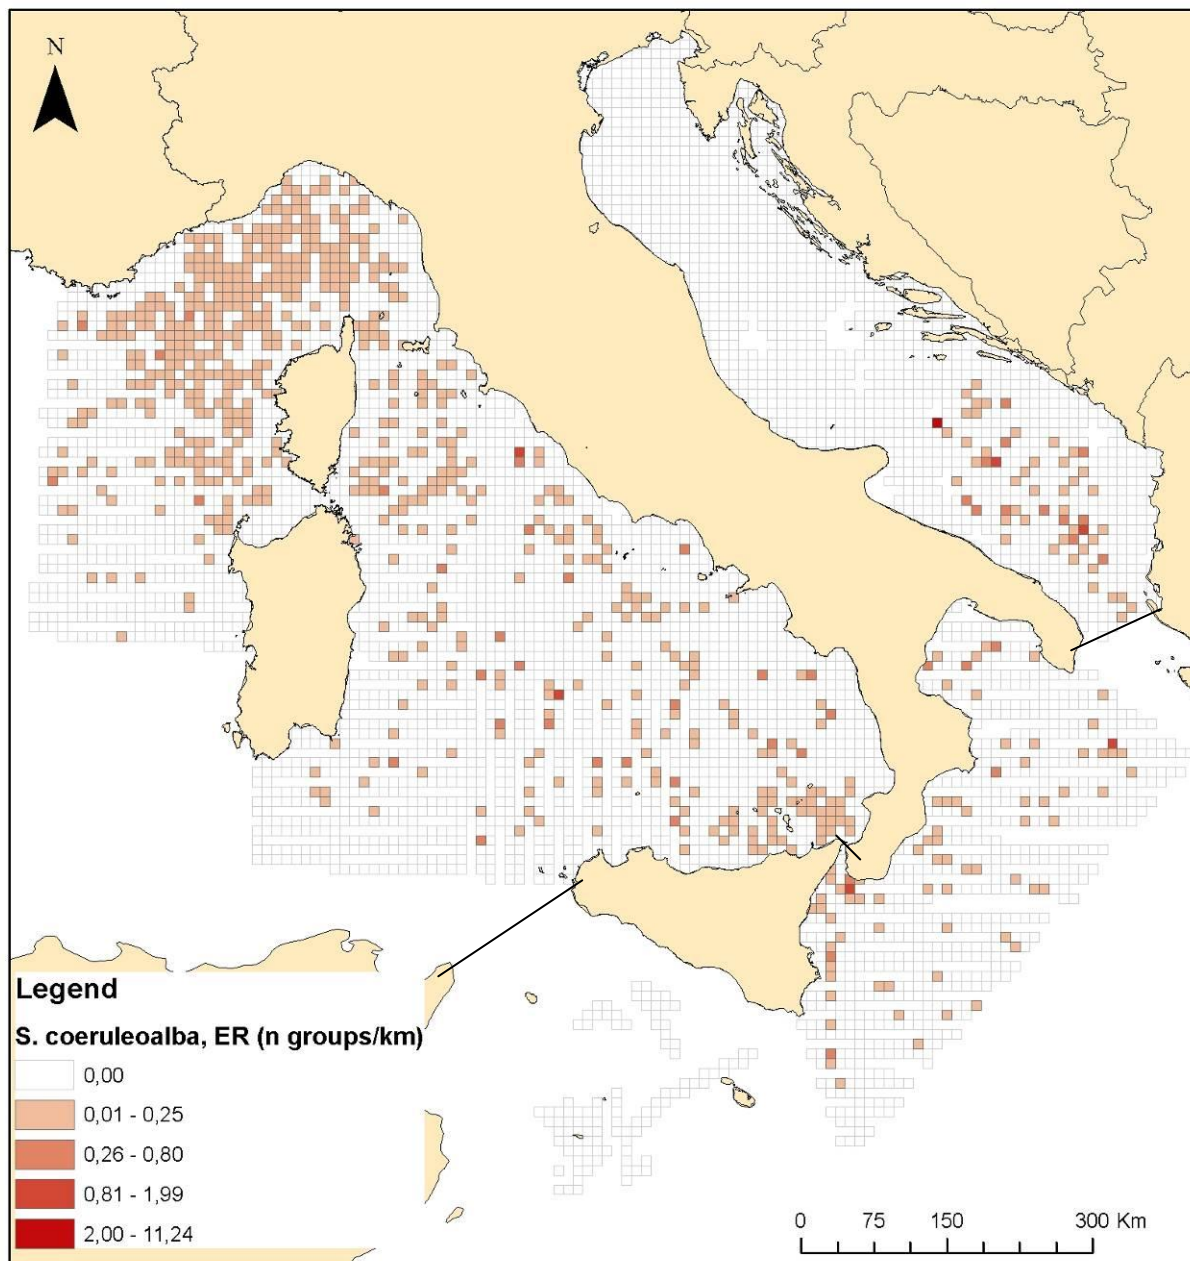 N
Legend
S. coeruleoalba, ER (n groups/km)
0,00
0,01 - 0,25
0,26 - 0,80
0,81 - 1,99
2,00 - 11,24
0 75 150 300 Km